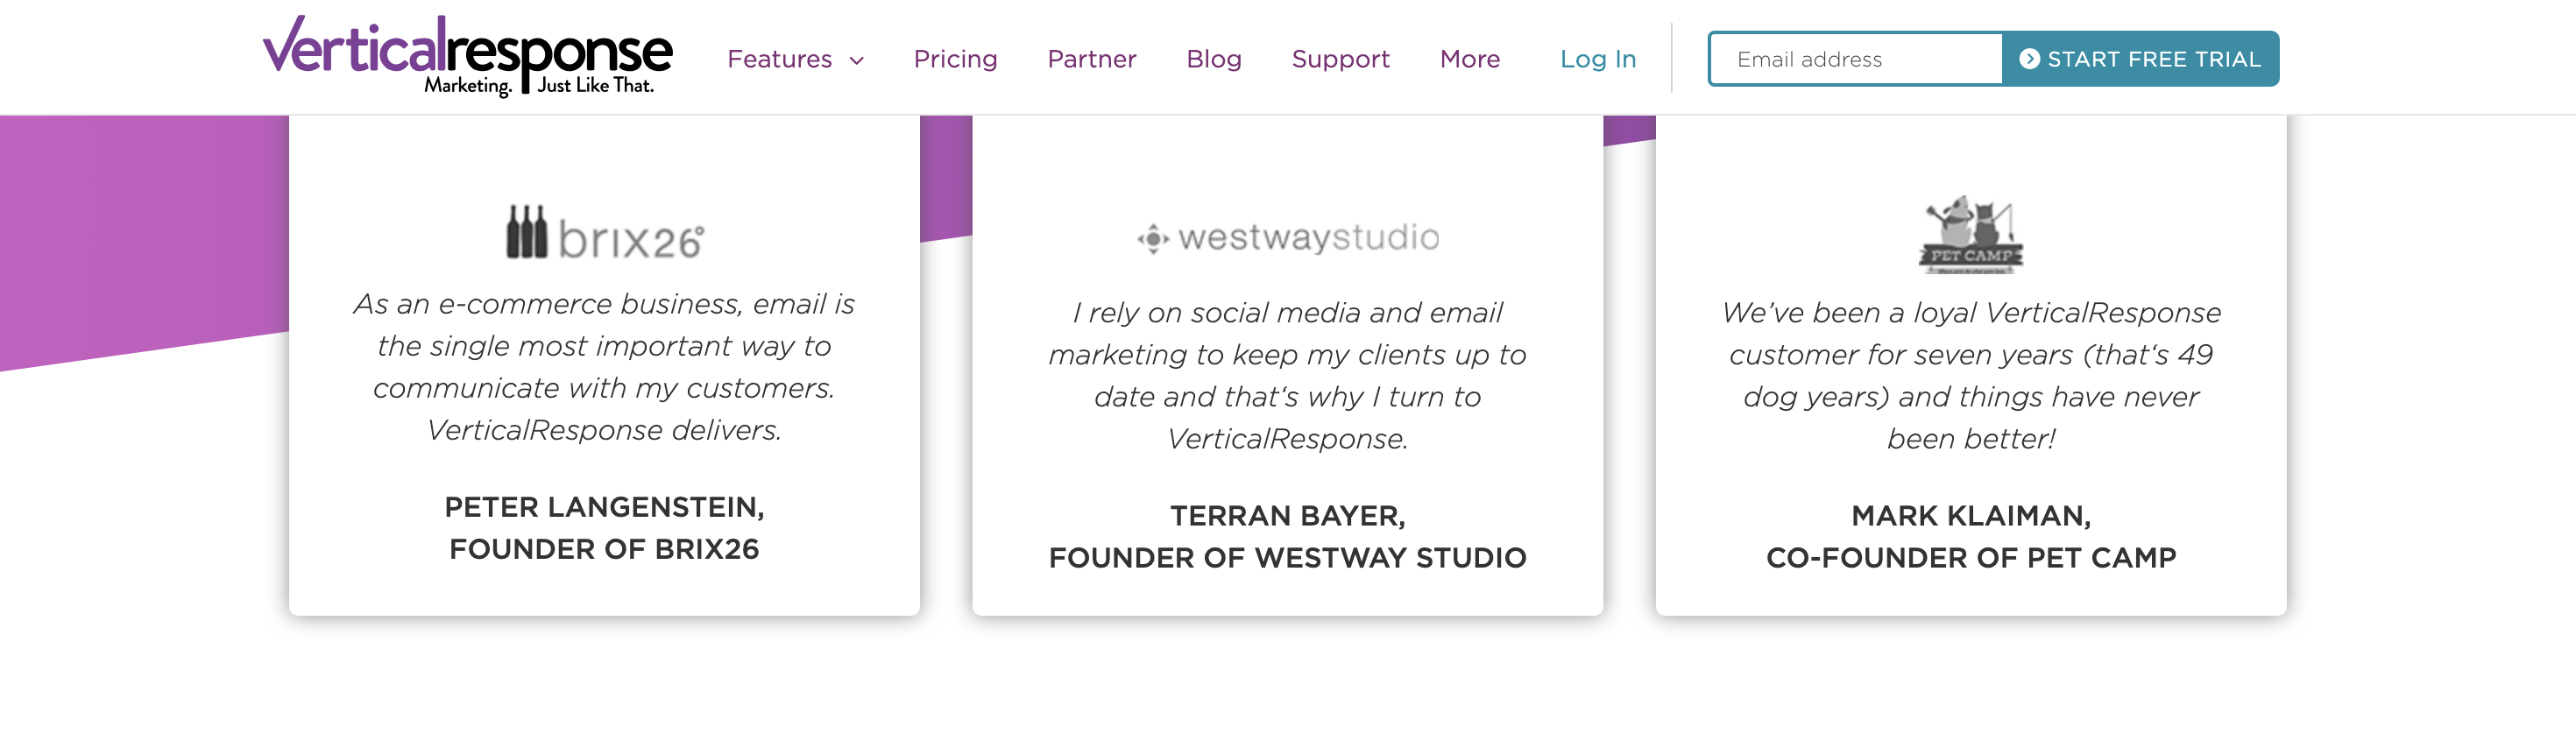 verticalresponse
Marketing. Just Like That.
Features
Pricing
Partner
Blog
Support
More
Log In
Email address
START FREE TRIAL
brix26°
As an e-commerce business, email is
the single most important way to
communicate with my customers.
VerticalResponse delivers.
PETER LANGENSTEIN,
FOUNDER OF BRIX26
westwaystudio
I rely on social media and email
marketing to keep my clients up to
date and that‘s why I turn to
VerticalResponse.
TERRAN BAYER,
FOUNDER OF WESTWAY STUDIO
PET CAMP
We’ve been a loyal VerticalResponse
customer for seven years (that‘s 49
dog years) and things have never
been better!
MARK KLAIMAN,
CO-FOUNDER OF PET CAMP